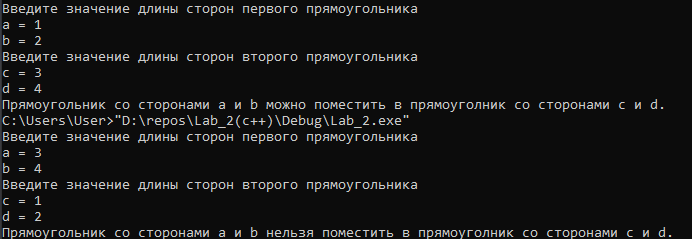 Введите значение длины сторон первого прямоугольника
a = 1
b = 2
Введите значение длины сторон второго прямоугольника
c = 3
d = 4
Прямоугольник со сторонами a и b можно поместить в прямоуголник со сторонами c и d.
C:\Users\User>"D:\repos\Lab_2(c++)\Debug\Lab_2.exe"
Введите значение длины сторон первого прямоугольника
a = 3
b = 4
Введите значение длины сторон второго прямоугольника
c = 1
d = 2
Прямоугольник со сторонами a и b нельзя поместить в прямоуголник со сторонами c и d.